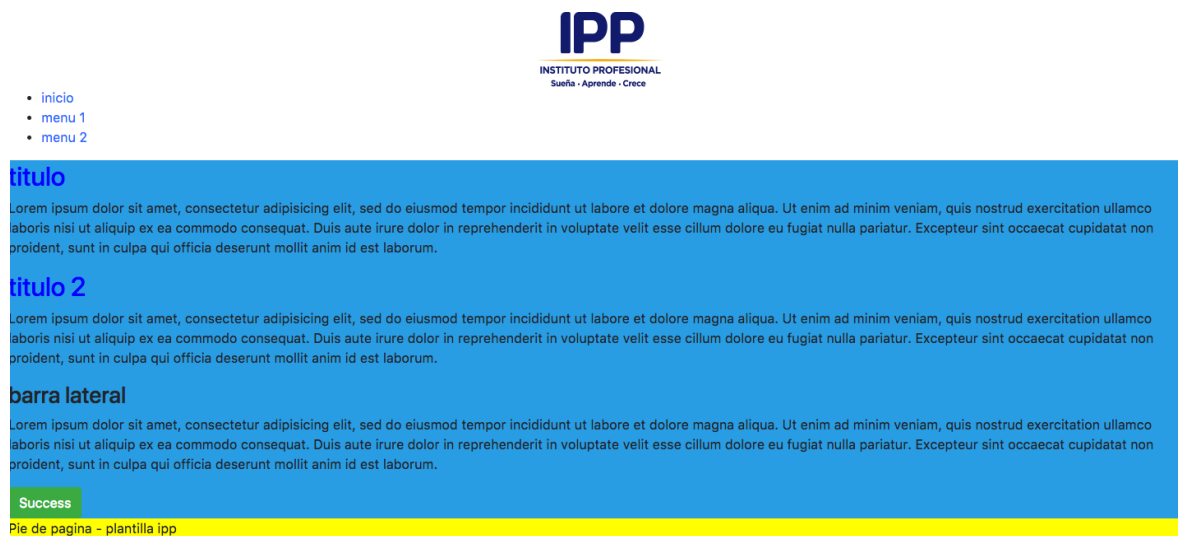 IPP
INSTITUTO PROFESIONAL
Sueña · Aprende · Crece
inicio
menu 1
menu 2
titulo
Lorem ipsum dolor sit amet, consectetur adipisicing elit, sed do eiusmod tempor incididunt ut labore et dolore magna aliqua. Ut enim ad minim veniam, quis nostrud exercitation ullamco
laboris nisi ut aliquip ex ea commodo consequat. Duis aute irure dolor in reprehenderit in voluptate velit esse cillum dolore eu fugiat nulla pariatur. Excepteur sint occaecat cupidatat non
proident, sunt in culpa qui officia deserunt mollit anim id est laborum.
titulo 2
Lorem ipsum dolor sit amet, consectetur adipisicing elit, sed do eiusmod tempor incididunt ut labore et dolore magna aliqua. Ut enim ad minim veniam, quis nostrud exercitation ullamco
laboris nisi ut aliquip ex ea commodo consequat. Duis aute irure dolor in reprehenderit in voluptate velit esse cillum dolore eu fugiat nulla pariatur. Excepteur sint occaecat cupidatat non
proident, sunt in culpa qui officia deserunt mollit anim id est laborum.
barra lateral
Lorem ipsum dolor sit amet, consectetur adipisicing elit, sed do eiusmod tempor incididunt ut labore et dolore magna aliqua. Ut enim ad minim veniam, quis nostrud exercitation ullamco
laboris nisi ut aliquip ex ea commodo consequat. Duis aute irure dolor in reprehenderit in voluptate velit esse cillum dolore eu fugiat nulla pariatur. Excepteur sint occaecat cupidatat non
proident, sunt in culpa qui officia deserunt mollit anim id est laborum.
Success
Pie de pagina - plantilla ipp